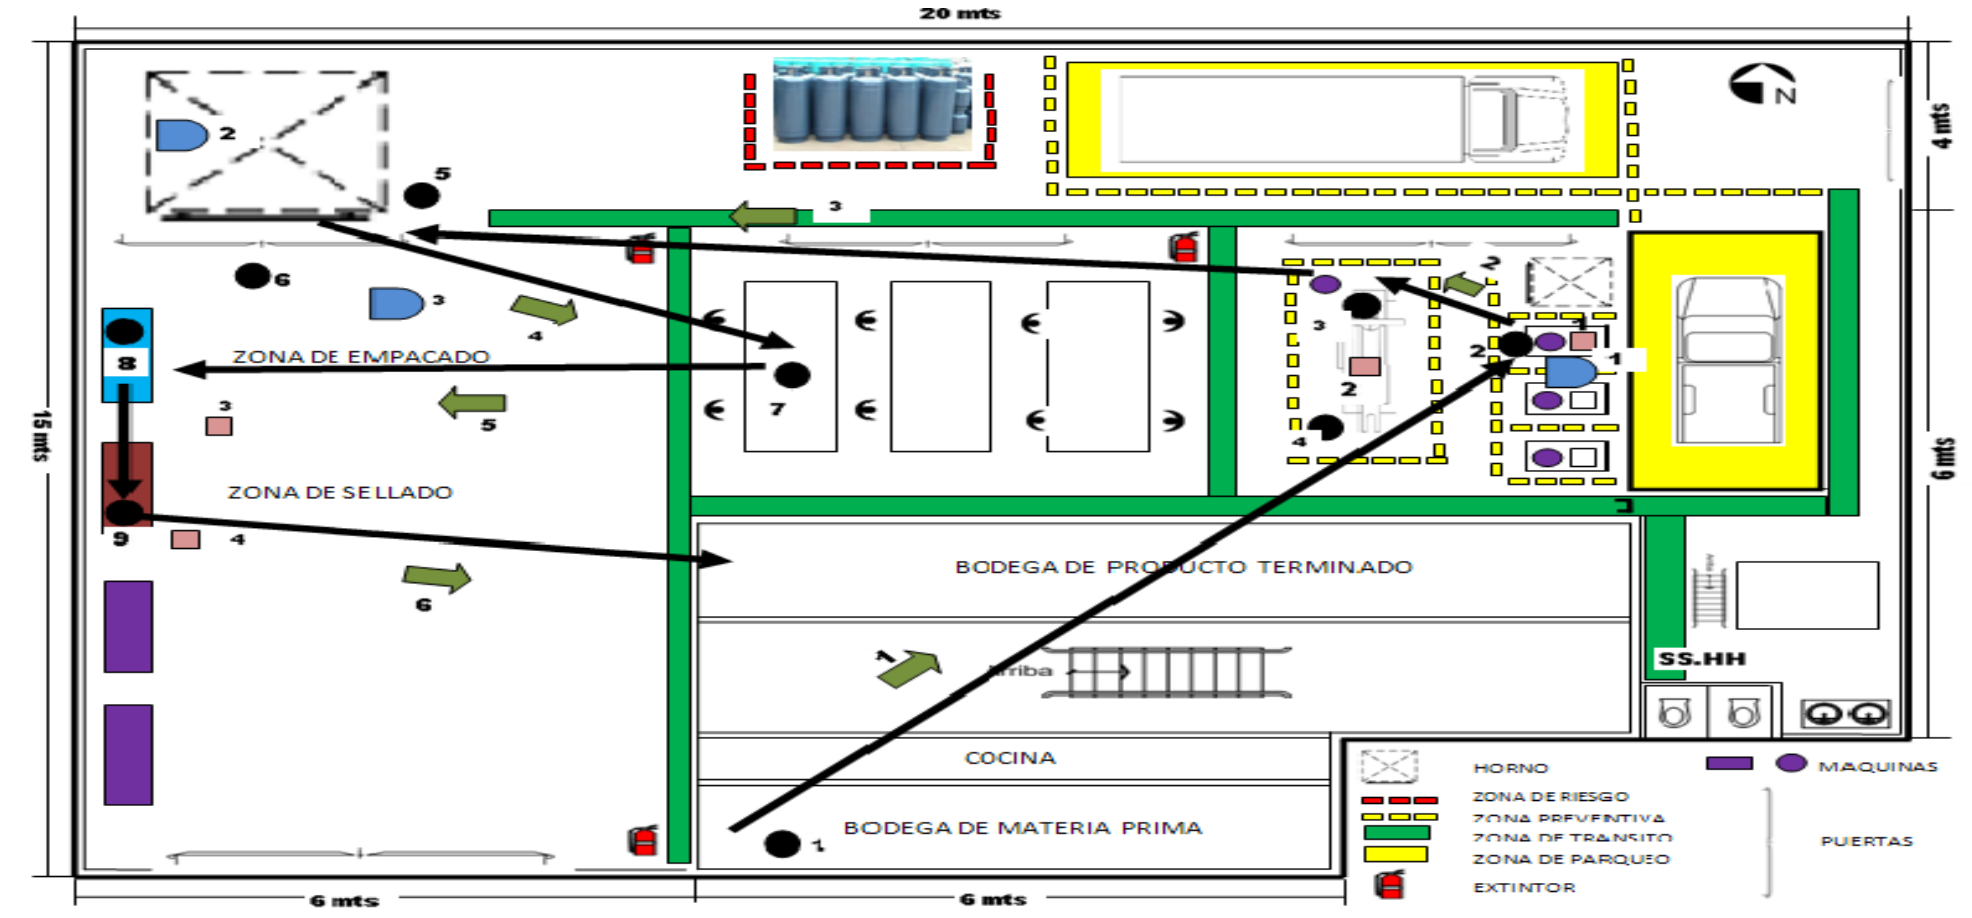 20 mts
N
4 mts
2
5
3
6
3
4
2
3
2
1
1
2
4
ZONA DE EMPACADO
8
7
3
5
15 mts
6 mts
ZONA DE SELLADO
9
4
6
BODEGA DE PRODUCTO TERMINADO
1
Arriba
SS.HH
COCINA
BODEGA DE MATERIA PRIMA
1
HORNO
MAQUINAS
ZONA DE RIESGO
ZONA PREVENTIVA
ZONA DE TRANSITO
PUERTAS
ZONA DE PARQUEO
EXTINTOR
6 mts
6 mts